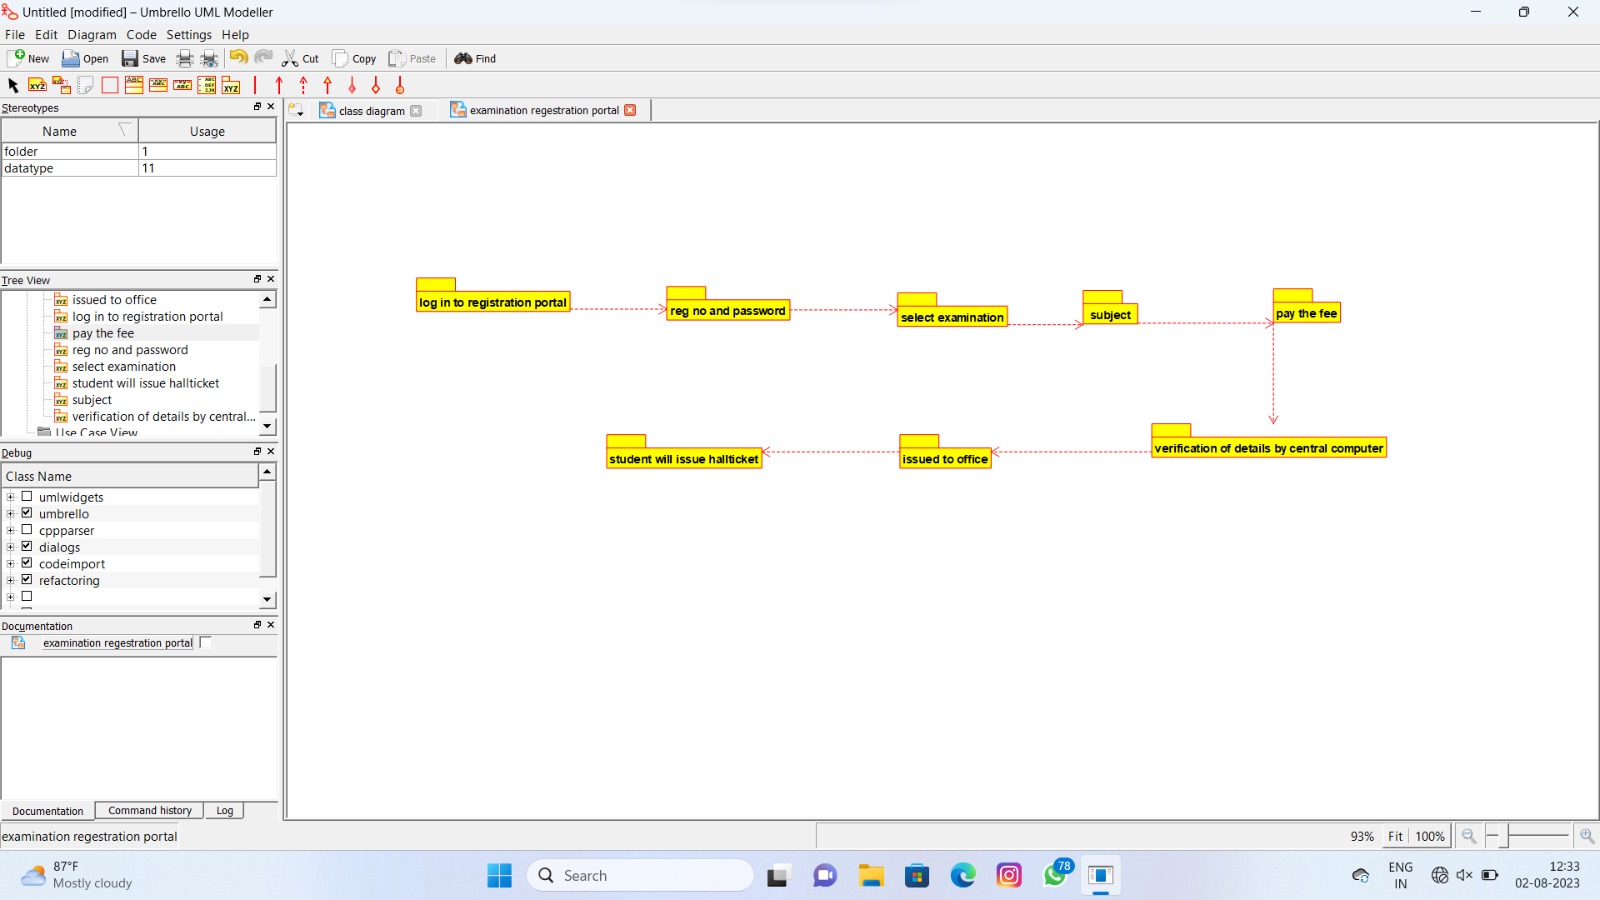 Untitled [modified] – Umbrello UML Modeller
File Edit Diagram Code Settings Help
New Open Save Cut Copy Paste Find
Stereotypes
Name Usage
folder 1
datatype 11
Tree View
issued to office
log in to registration portal
pay the fee
reg no and password
select examination
student will issue hallticket
subject
verification of details by central...
Use Case View
Debug
Class Name
umlwidgets
umbrello
cppparser
dialogs
codeimport
refactoring
Documentation
examination regestration portal
Documentation Command history Log
class diagram examination regestration portal
log in to registration portal
reg no and password
select examination
subject
pay the fee
student will issue hallticket
issued to office
verification of details by central computer
examination regestration portal
93% Fit 100%
87°F
Mostly cloudy
Search
78
ENG
IN
12:33
02-08-2023